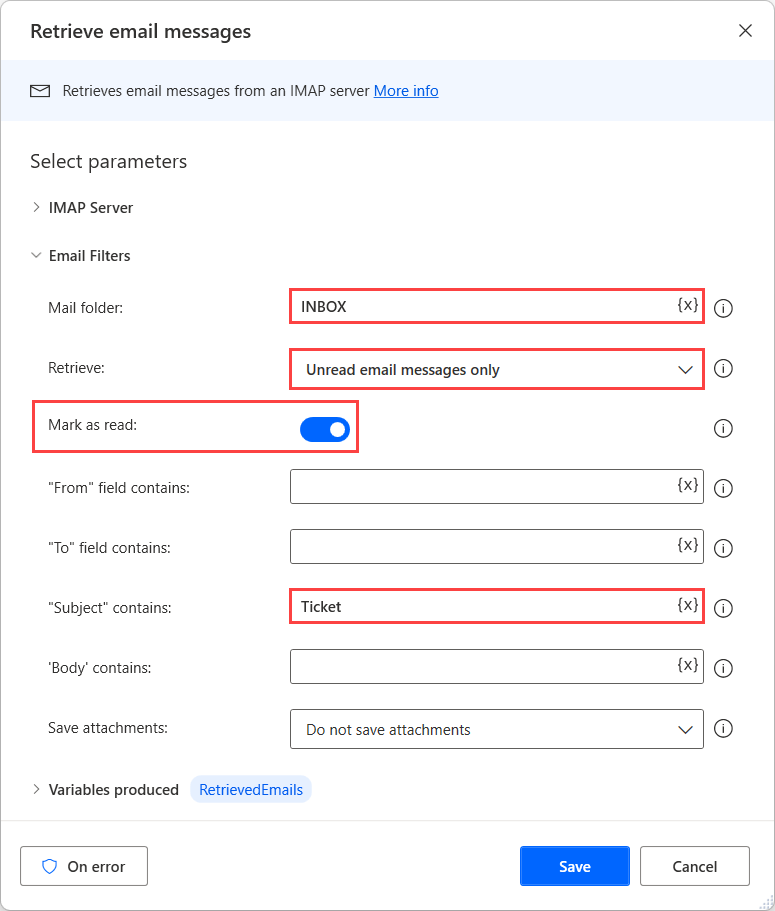 Retrieve email messages
Retrieves email messages from an IMAP server More info
Select parameters
IMAP Server
Email Filters
Mail folder: INBOX {x}
Retrieve: Unread email messages only
Mark as read:
"From" field contains: {x}
"To" field contains: {x}
"Subject" contains: Ticket {x}
'Body' contains: {x}
Save attachments: Do not save attachments
Variables produced RetrievedEmails
On error Save Cancel